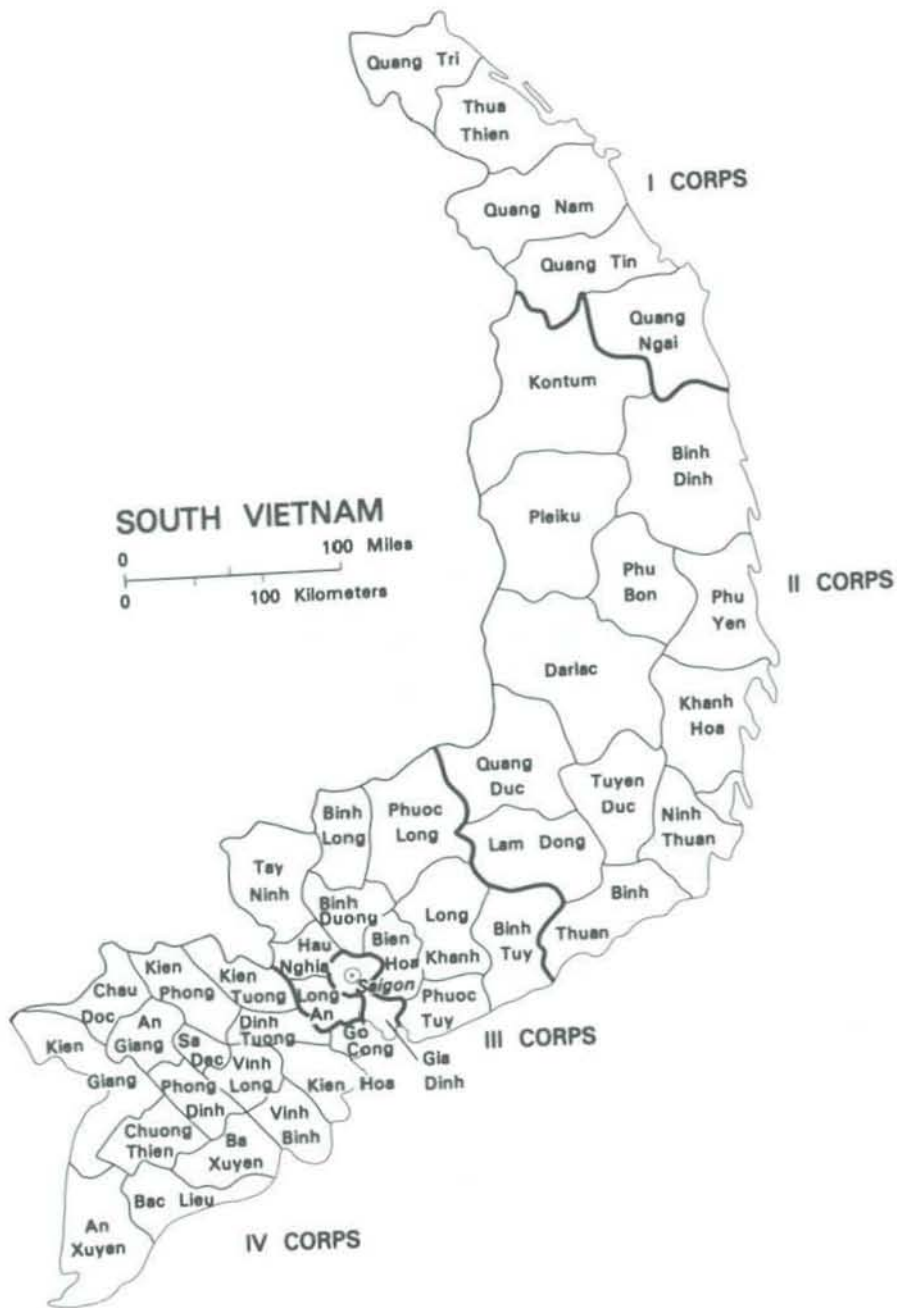 Quang Tri
Thua
Thien
I CORPS
Quang Nam
Quang Tin
Quang
Ngai
Kontum
Binh
Dinh
SOUTH VIETNAM
0
100 Miles
0
100 Kilometers
Pleiku
Phu
Bon
Phu
Yen
II CORPS
Darlac
Khanh
Hoa
Quang
Duc
Tuyen
Duc
Ninh
Thuan
Binh
Long
Phuoc
Long
Lam Dong
Tay
Ninh
Binh
Duong
Long
Khanh
Binh
Tuy
Binh
Thuan
Hau
Nghia
Bien
Hoa
Saigon
Kien
Phong
Kien
Tuong
Long
An
Phuoc
Tuy
Chau
Doc
An
Giang
Sa
Dec
Dinh
Tuong
Go
Cong
III CORPS
Gia
Dinh
Kien
Giang
Phong
Dinh
Vinh
Long
Kien Hoa
Vinh
Binh
Chuong
Thien
Ba
Xuyen
Bac Lieu
An
Xuyen
IV CORPS